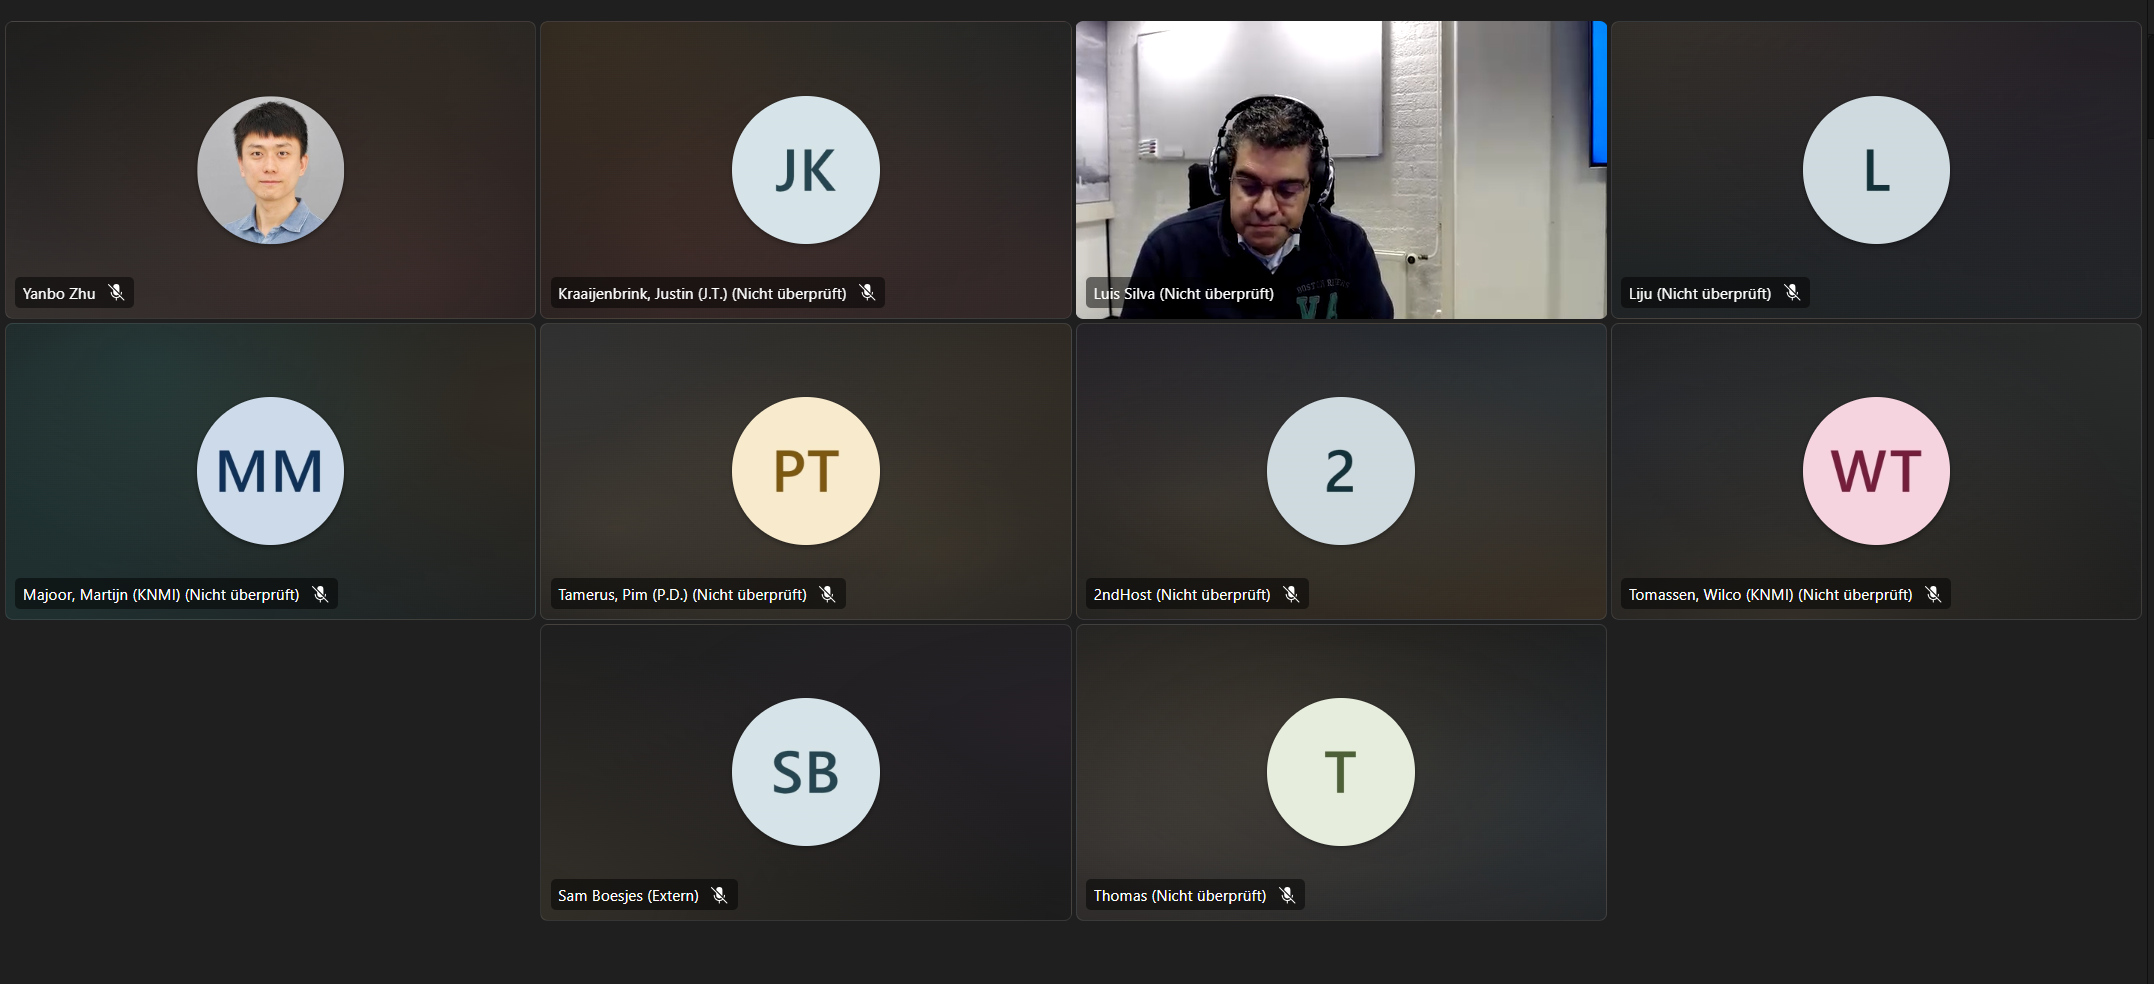 JK
L
Yanbo Zhu
Kraaijenbrink, Justin (J.T.) (Nicht überprüft)
Luis Silva (Nicht überprüft)
Liju (Nicht überprüft)
MM
PT
2
WT
Majoor, Martijn (KNMI) (Nicht überprüft)
Tamerus, Pim (P.D.) (Nicht überprüft)
2ndHost (Nicht überprüft)
Tomassen, Wilco (KNMI) (Nicht überprüft)
SB
T
Sam Boesjes (Extern)
Thomas (Nicht überprüft)